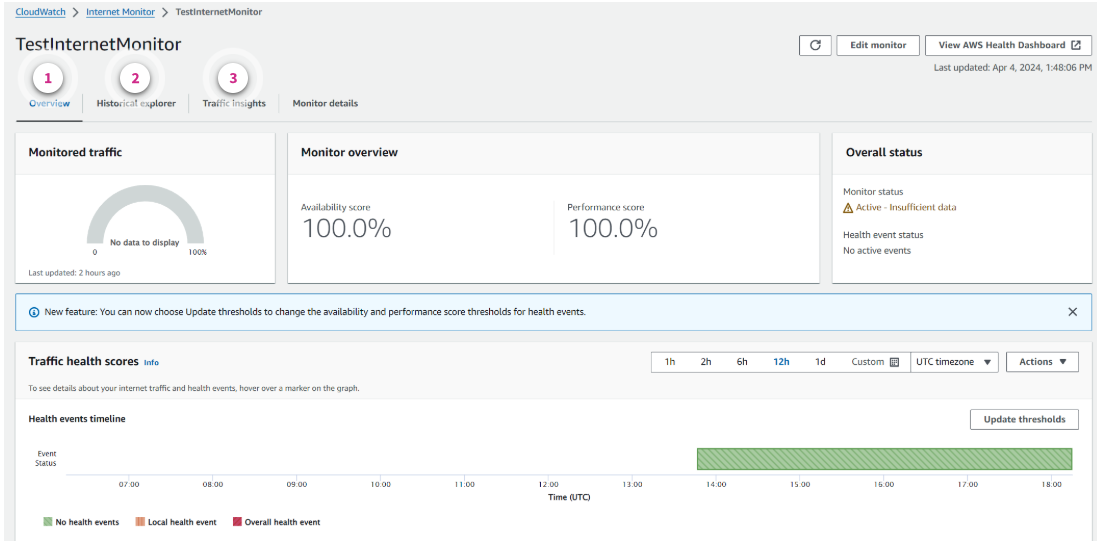 CloudWatch > Internet Monitor > TestInternetMonitor
TestInternetMonitor
Edit monitor
View AWS Health Dashboard
Last updated: Apr 4, 2024, 1:48:06 PM
1 2 3
Overview Historical explorer Traffic insights Monitor details
Monitored traffic
No data to display
0 100%
Last updated: 2 hours ago
Monitor overview
Availability score
100.0%
Performance score
100.0%
Overall status
Monitor status
Active - Insufficient data
Health event status
No active events
New feature: You can now choose Update thresholds to change the availability and performance score thresholds for health events.
Traffic health scores Info
1h 2h 6h 12h 1d Custom UTC timezone Actions
To see details about your internet traffic and health events, hover over a marker on the graph.
Health events timeline
Update thresholds
Event
Status
07:00 08:00 09:00 10:00 11:00 12:00 13:00 14:00 15:00 16:00 17:00 18:00
Time (UTC)
No health events Local health event Overall health event